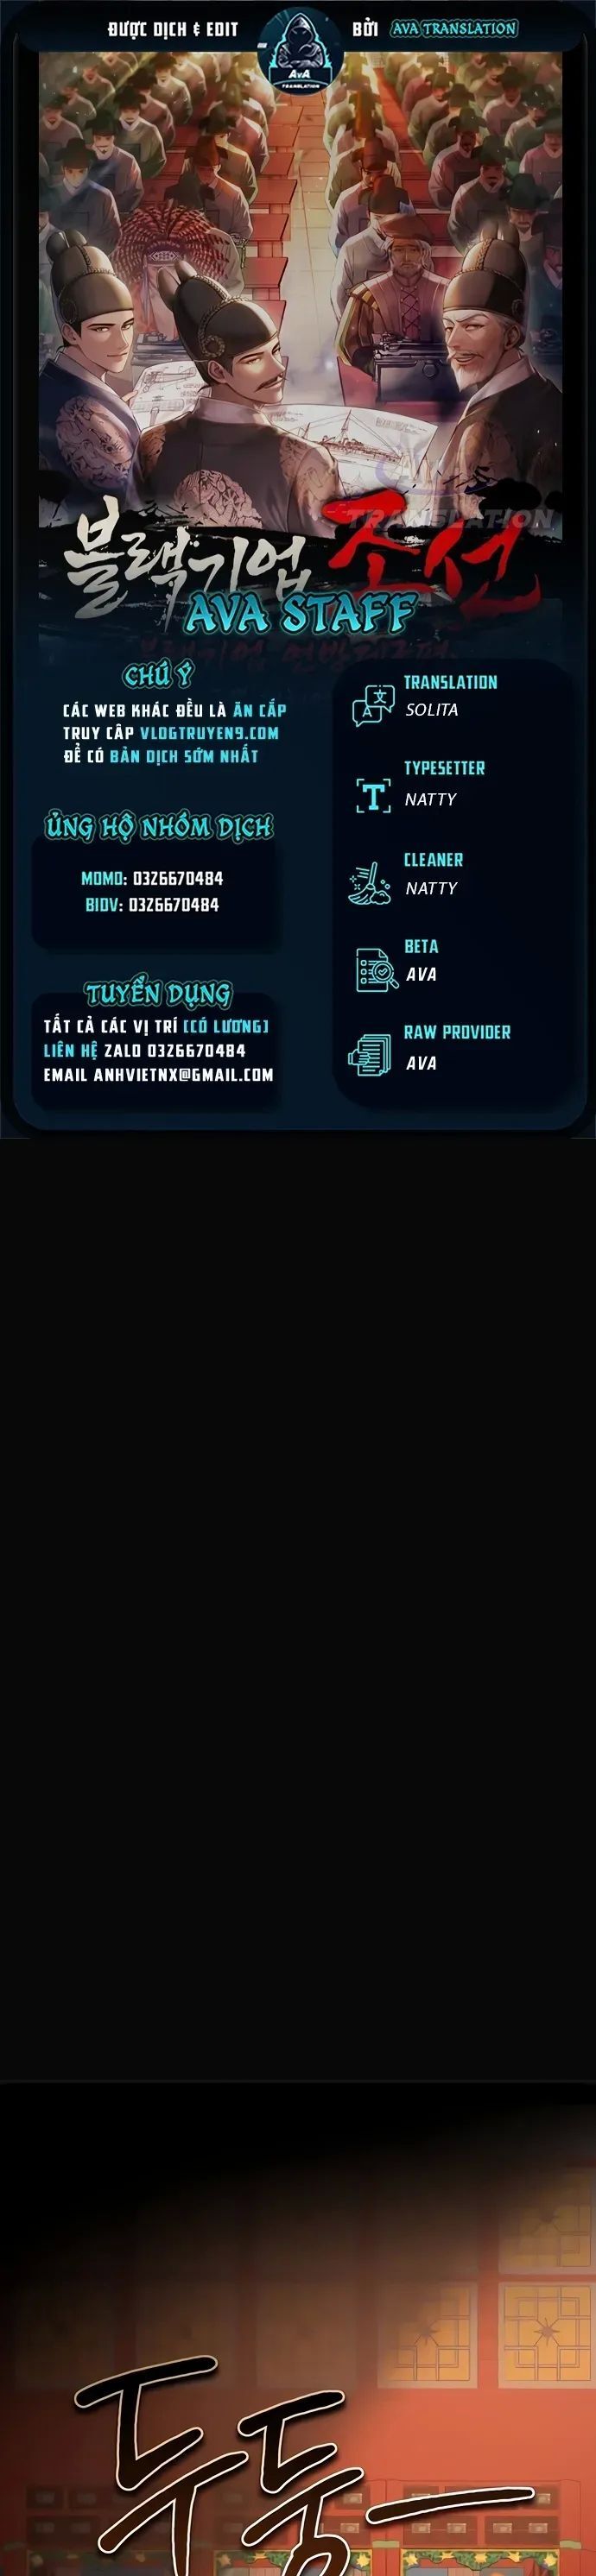 ĐƯỢC DỊCH & EDIT
BỞI AVA TRANSLATION
AVA
TRANSLATION
TRANSLATION
블랙기업 조선
AVA STAFF
CHÚ Ý
CÁC WEB KHÁC ĐỀU LÀ ĂN CẮP
TRUY CẬP VLOGTRUYEN9.COM
ĐỂ CÓ BẢN DỊCH SỚM NHẤT
ỦNG HỘ NHÓM DỊCH
MOMO: 0326670484
BIDV: 0326670484
TUYỂN DỤNG
TẤT CẢ CÁC VỊ TRÍ [CÓ LƯƠNG]
LIÊN HỆ ZALO 0326670484
EMAIL ANHVIETNX@GMAIL.COM
TRANSLATION
SOLITA
TYPESETTER
NATTY
CLEANER
NATTY
BETA
AVA
RAW PROVIDER
AVA
두둥